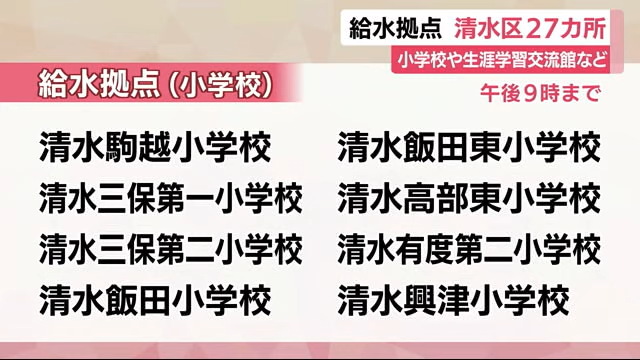 給水拠点 清水区27カ所
小学校や生涯学習交流館など
午後9時まで
給水拠点(小学校)
清水駒越小学校
清水三保第一小学校
清水三保第二小学校
清水飯田小学校
清水飯田東小学校
清水高部東小学校
清水有度第二小学校
清水興津小学校